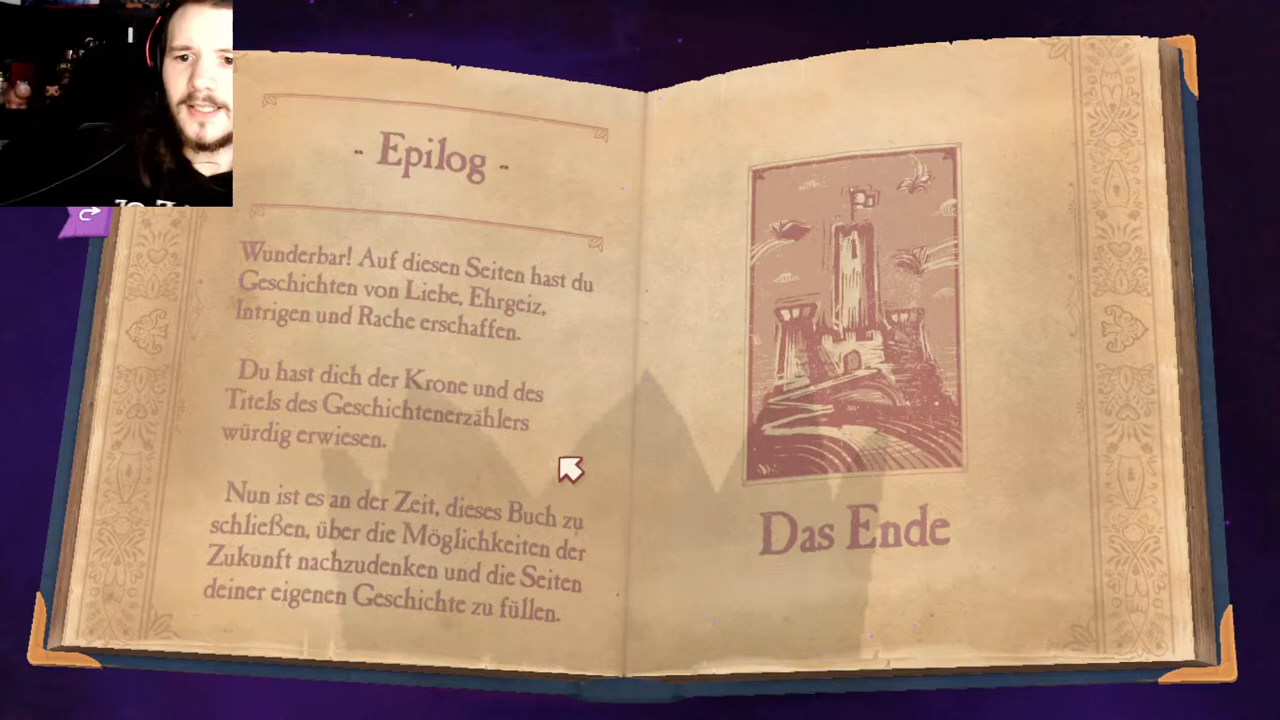 - Epilog -
Wunderbar! Auf diesen Seiten hast du
Geschichten von Liebe, Ehrgeiz,
Intrigen und Rache erschaffen.
Du hast dich der Krone und des
Titels des Geschichtenerzählers
würdig erwiesen.
Nun ist es an der Zeit, dieses Buch zu
schließen, über die Möglichkeiten der
Zukunft nachzudenken und die Seiten
deiner eigenen Geschichte zu füllen.
Das Ende